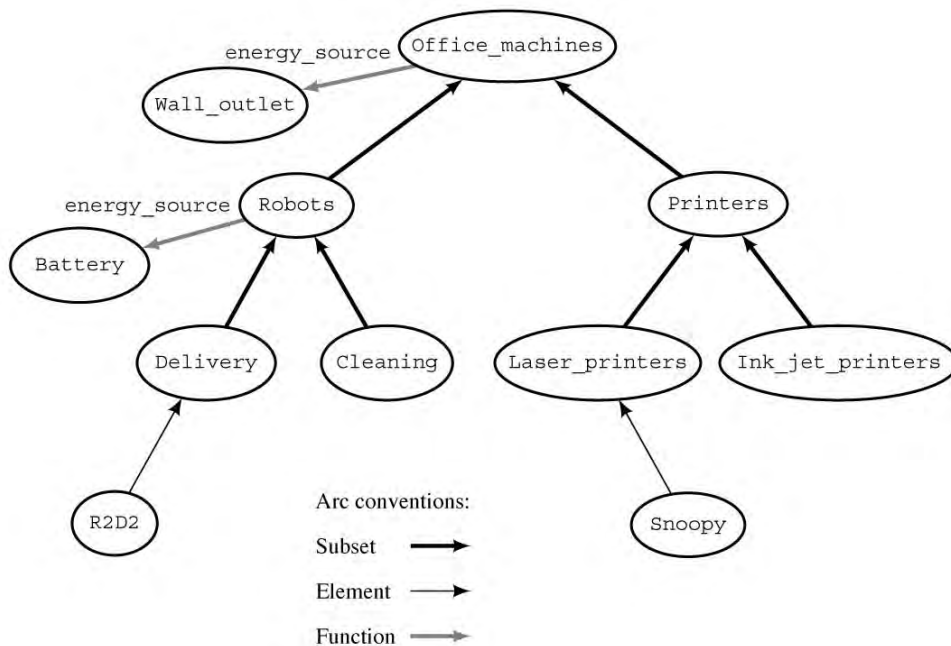 energy_source
Office_machines
Wall_outlet
energy_source
Robots
Printers
Battery
Delivery
Cleaning
Laser_printers
Ink_jet_printers
R2D2
Snoopy
Arc conventions:
Subset
Element
Function